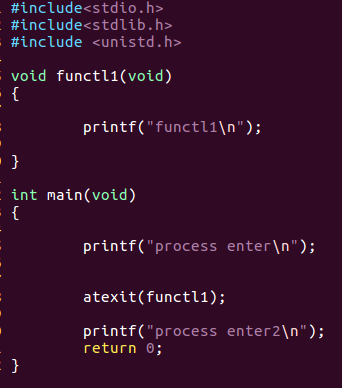 #include<stdio.h>
#include<stdlib.h>
#include <unistd.h>
void functl1(void)
{
printf("functl1\n");
}
int main(void)
{
printf("process enter\n");
atexit(functl1);
printf("process enter2\n");
return 0;
}